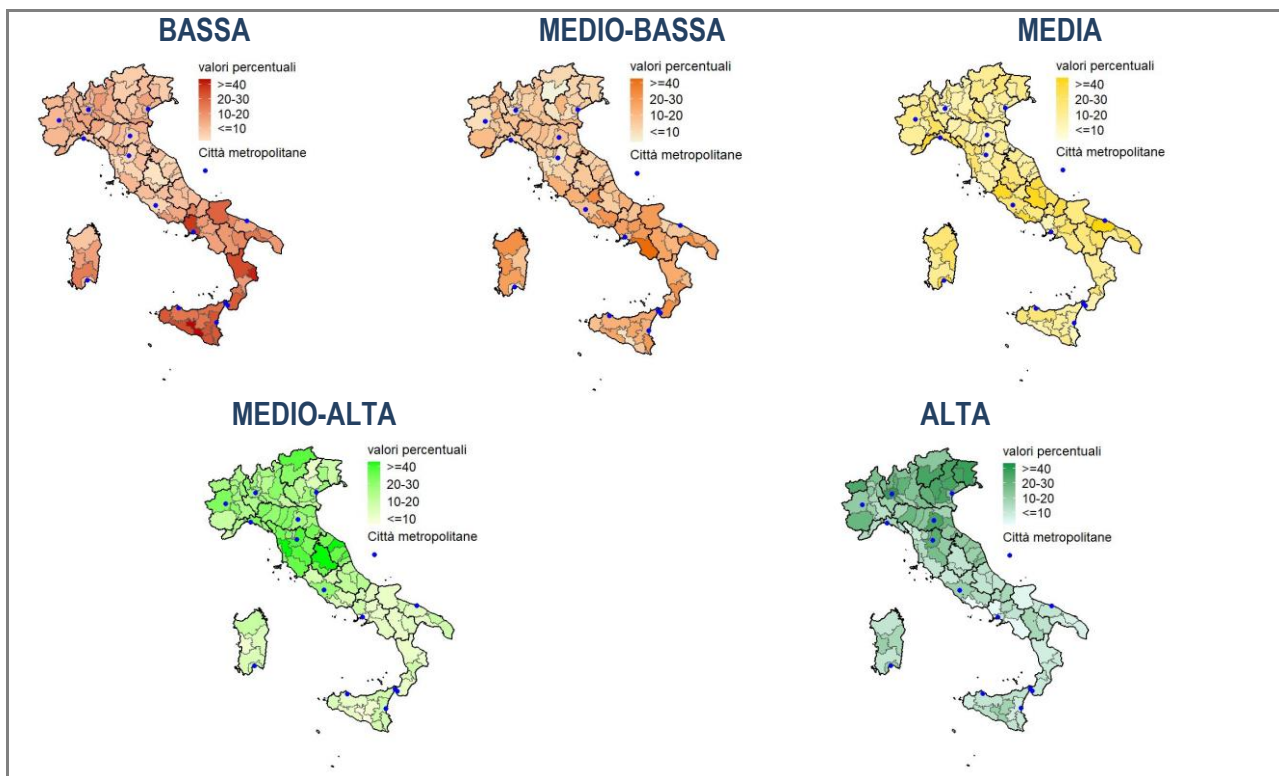 BASSA
valori percentuali
>=40
20-30
10-20
<=10
Città metropolitane
MEDIO-BASSA
valori percentuali
>=40
20-30
10-20
<=10
Città metropolitane
MEDIA
valori percentuali
>=40
20-30
10-20
<=10
Città metropolitane
MEDIO-ALTA
valori percentuali
>=40
20-30
10-20
<=10
Città metropolitane
ALTA
valori percentuali
>=40
20-30
10-20
<=10
Città metropolitane